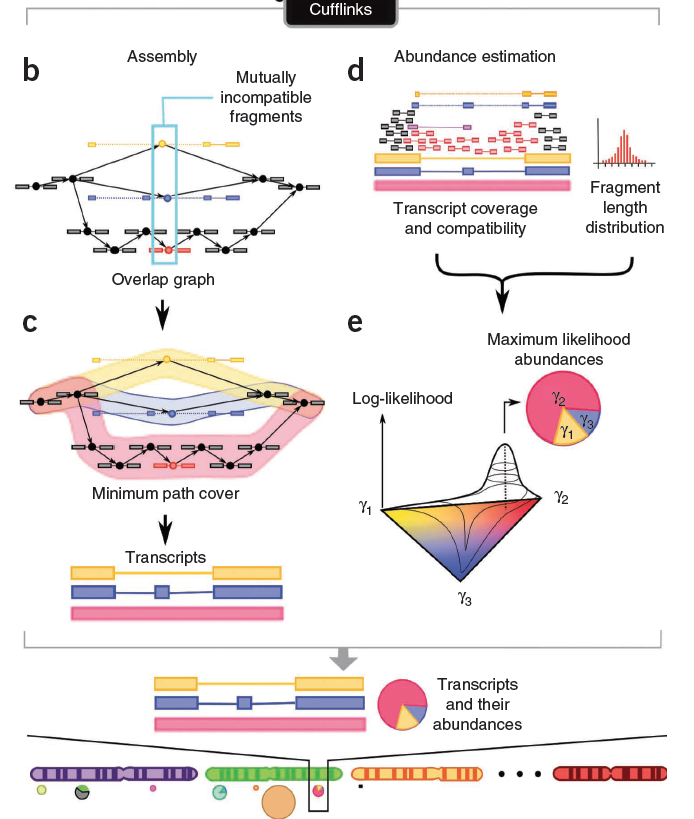 Cufflinks
b
Assembly
Mutually
incompatible
fragments
Overlap graph
c
Minimum path cover
Transcripts
d
Abundance estimation
Transcript coverage
and compatibility
Fragment
length
distribution
e
Maximum likelihood
abundances
Log-likelihood
γ2
γ3
γ1
γ1
γ2
γ3
Transcripts
and their
abundances